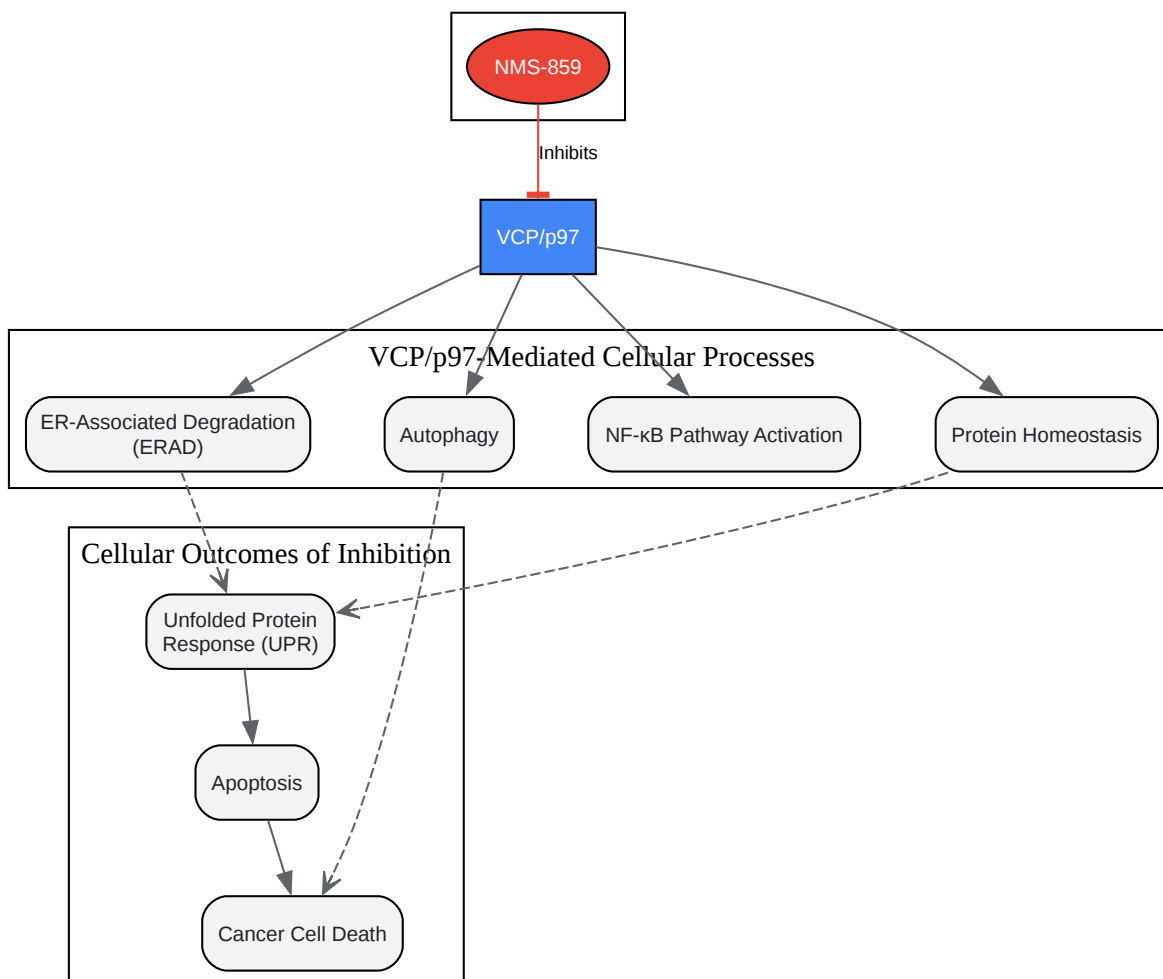 NMS-859
Inhibits
VCP/p97
VCP/p97-Mediated Cellular Processes
ER-Associated Degradation
(ERAD)
Autophagy
NF-κB Pathway Activation
Protein Homeostasis
Cellular Outcomes of Inhibition
Unfolded Protein
Response (UPR)
Apoptosis
Cancer Cell Death